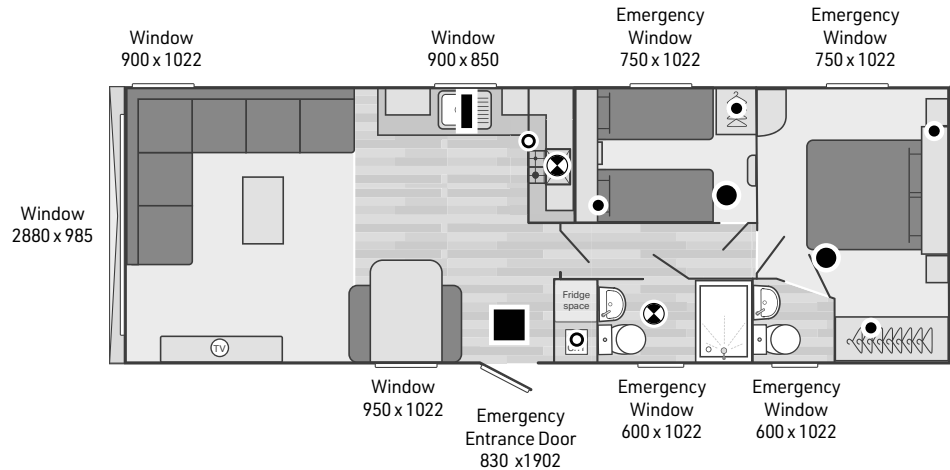 Window
900 x 1022
Window
900 x 850
Emergency
Window
750 x 1022
Emergency
Window
750 x 1022
Window
2880 x 985
Fridge
space
TV
Window
950 x 1022
Emergency
Entrance Door
830 x1902
Emergency
Window
600 x 1022
Emergency
Window
600 x 1022